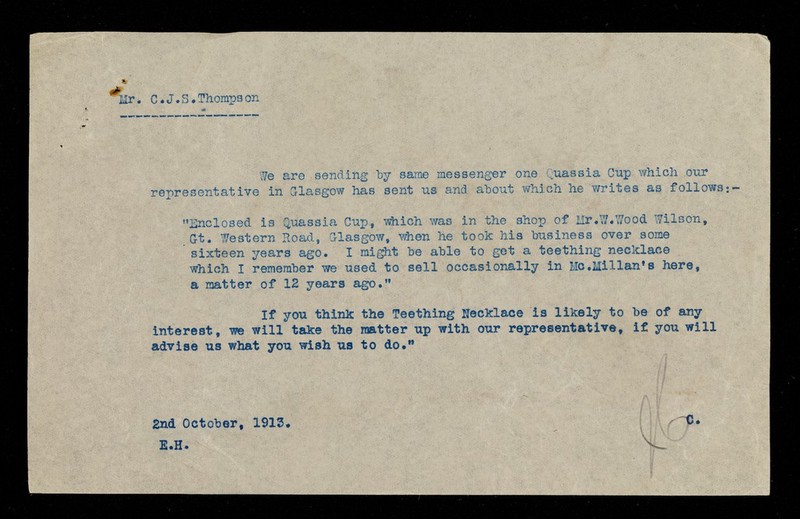 Mr. C.J.S.Thompson
We are sending by same messenger one Quassia Cup which our
representative in Glasgow has sent us and about which he writes as follows:-
"Enclosed is Quassia Cup, which was in the shop of Mr.W.Wood Wilson,
Gt. Western Road, Glasgow, when he took his business over some
sixteen years ago. I might be able to get a teething necklace
which I remember we used to sell occasionally in Mc.Millan's here,
a matter of 12 years ago."
If you think the Teething Necklace is likely to be of any
interest, we will take the matter up with our representative, if you will
advise us what you wish us to do."
2nd October, 1913.
C.
E.H.